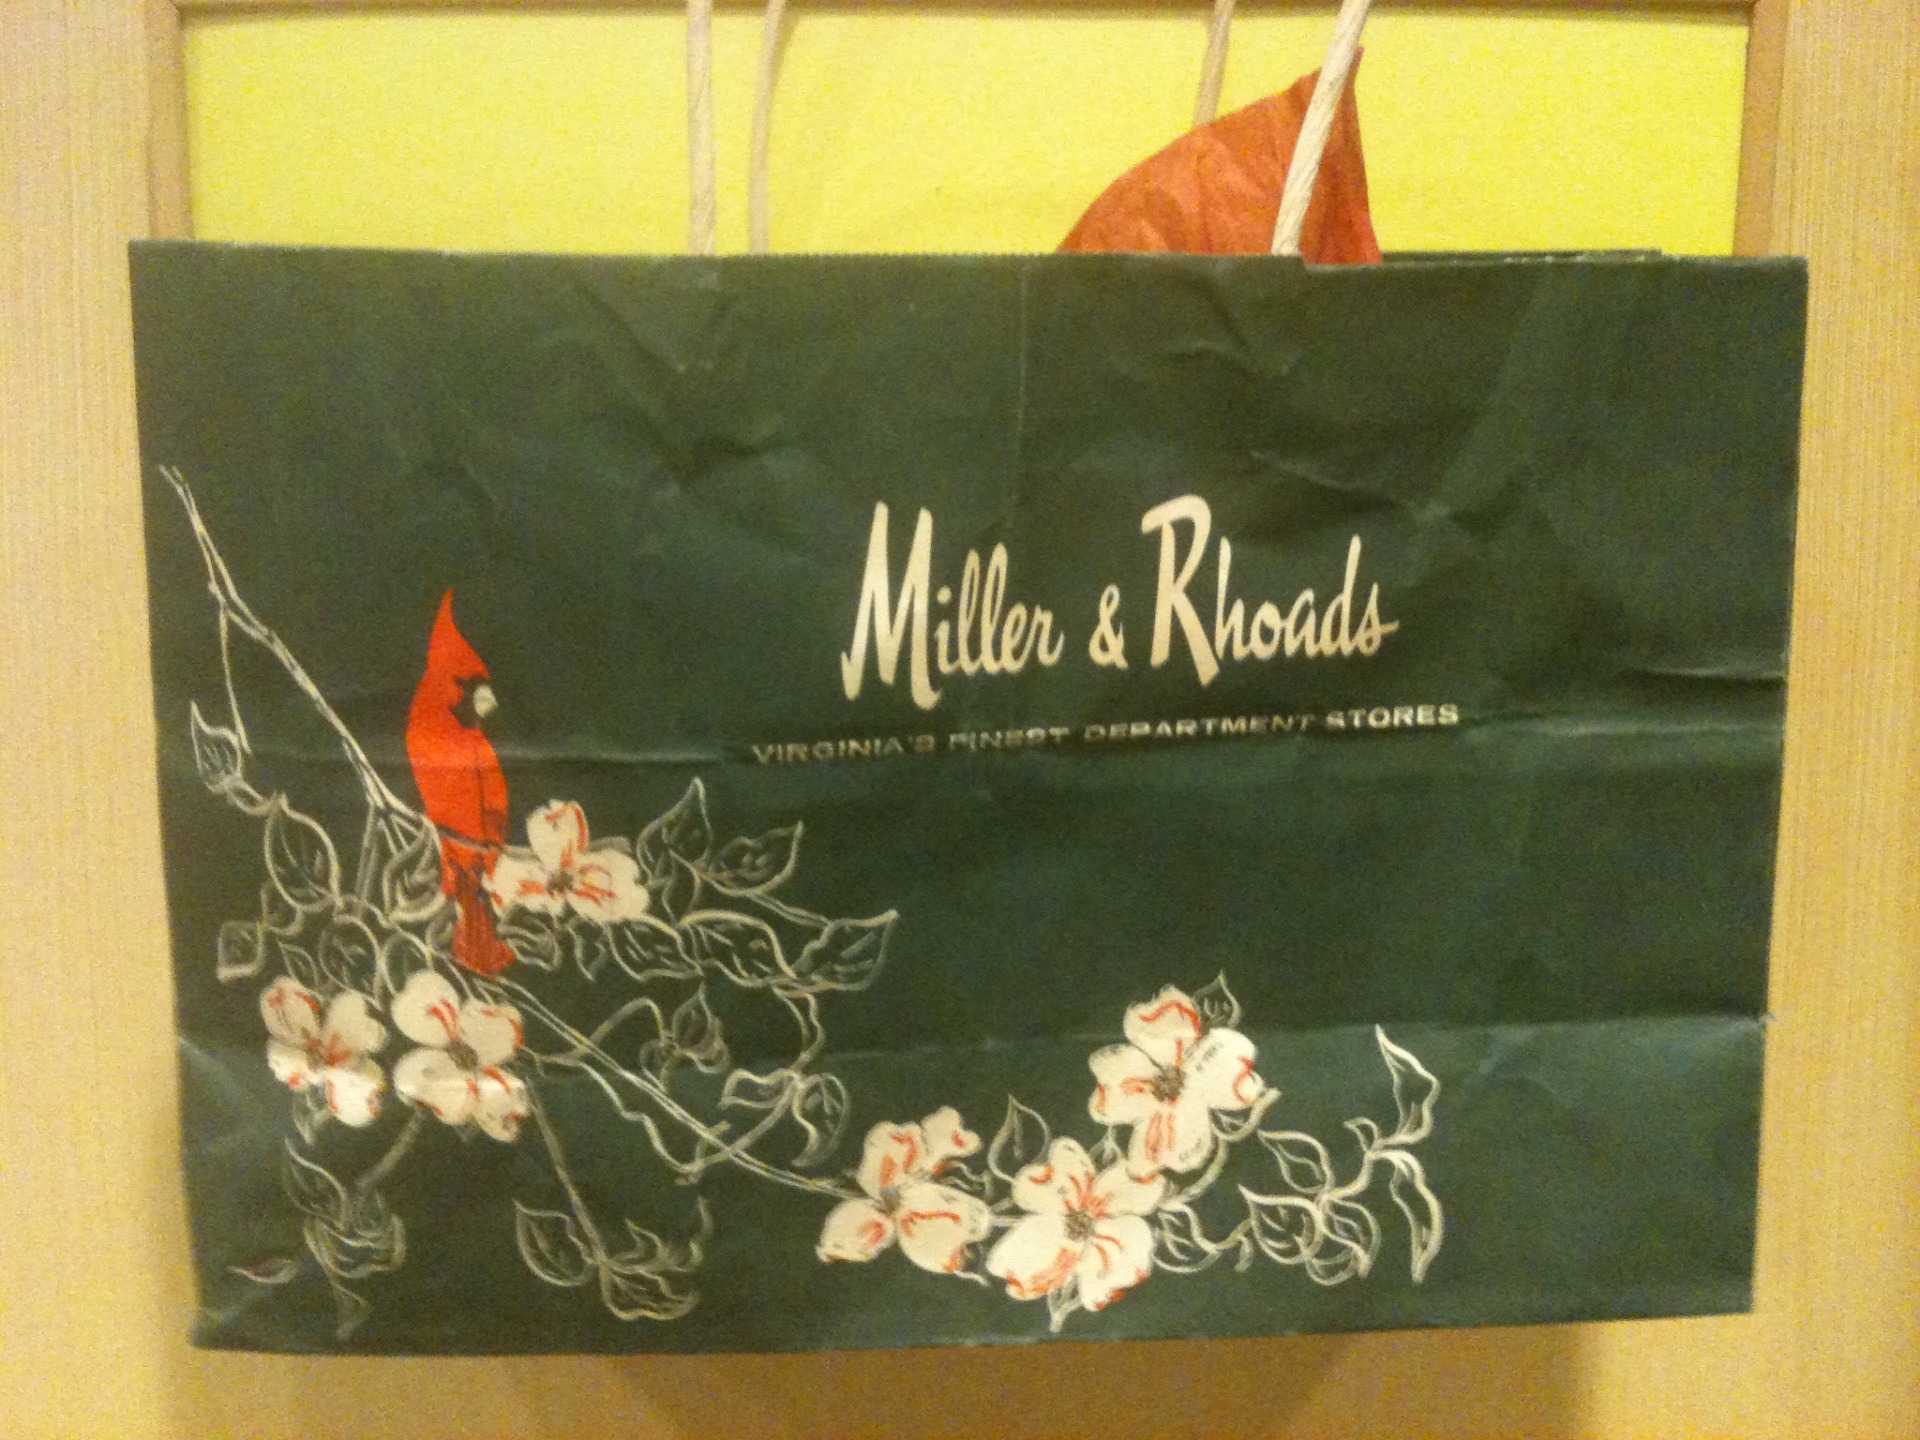 Miller & Rhoads
VIRGINIA'S FINEST DEPARTMENT STORES